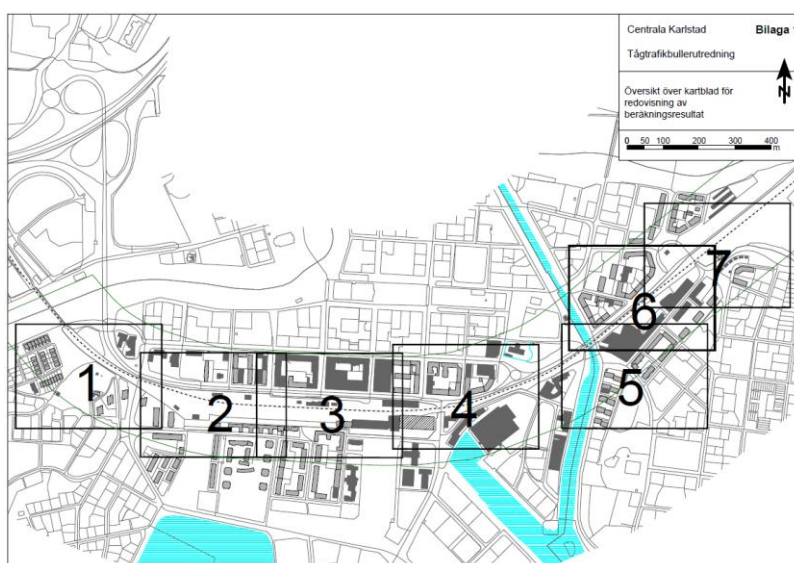 Centrala Karlstad Bilaga
Tågtrafikbullerutredning
Översikt över kartblad för
redovisning av
beräkningsresultat
N
0 50 100 200 300 400
m
7
6
1
2
3
4
5